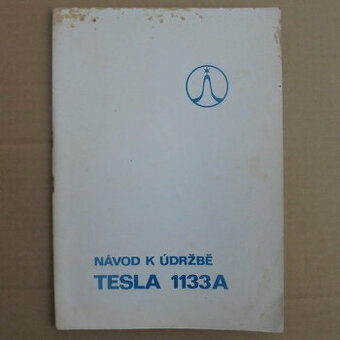 NÁVOD K ÚDRŽBĚ
TESLA 1133A